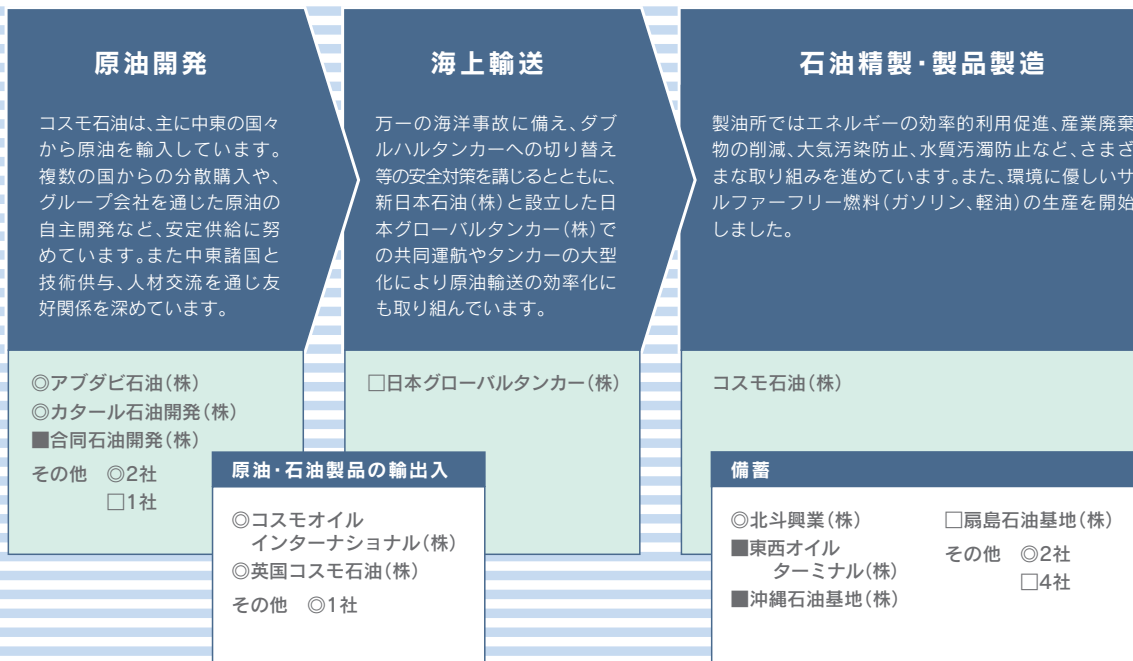 原油開発
コスモ石油は、主に中東の国々
から原油を輸入しています。
複数の国からの分散購入や、
グループ会社を通じた原油の
自主開発など、安定供給に努
めています。また中東諸国と
技術供与、人材交流を通じ友
好関係を深めています。
◎アブダビ石油(株)
◎カタール石油開発(株)
■合同石油開発(株)
その他　◎2社
□1社
海上輸送
万一の海洋事故に備え、ダブ
ルハルタンカーへの切り替え
等の安全対策を講じるとともに、
新日本石油(株)と設立した日
本グローバルタンカー(株)で
の共同運航やタンカーの大型
化により原油輸送の効率化に
も取り組んでいます。
□日本グローバルタンカー(株)
原油・石油製品の輸出入
◎コスモオイル
インターナショナル(株)
◎英国コスモ石油(株)
その他　◎1社
石油精製・製品製造
製油所ではエネルギーの効率的利用促進、産業廃棄
物の削減、大気汚染防止、水質汚濁防止など、さまざ
まな取り組みを進めています。また、環境に優しいサ
ルファーフリー燃料(ガソリン、軽油)の生産を開始
しました。
コスモ石油(株)
備蓄
◎北斗興業(株)
■東西オイル
ターミナル(株)
■沖縄石油基地(株)
□扇島石油基地(株)
その他　◎2社
□4社